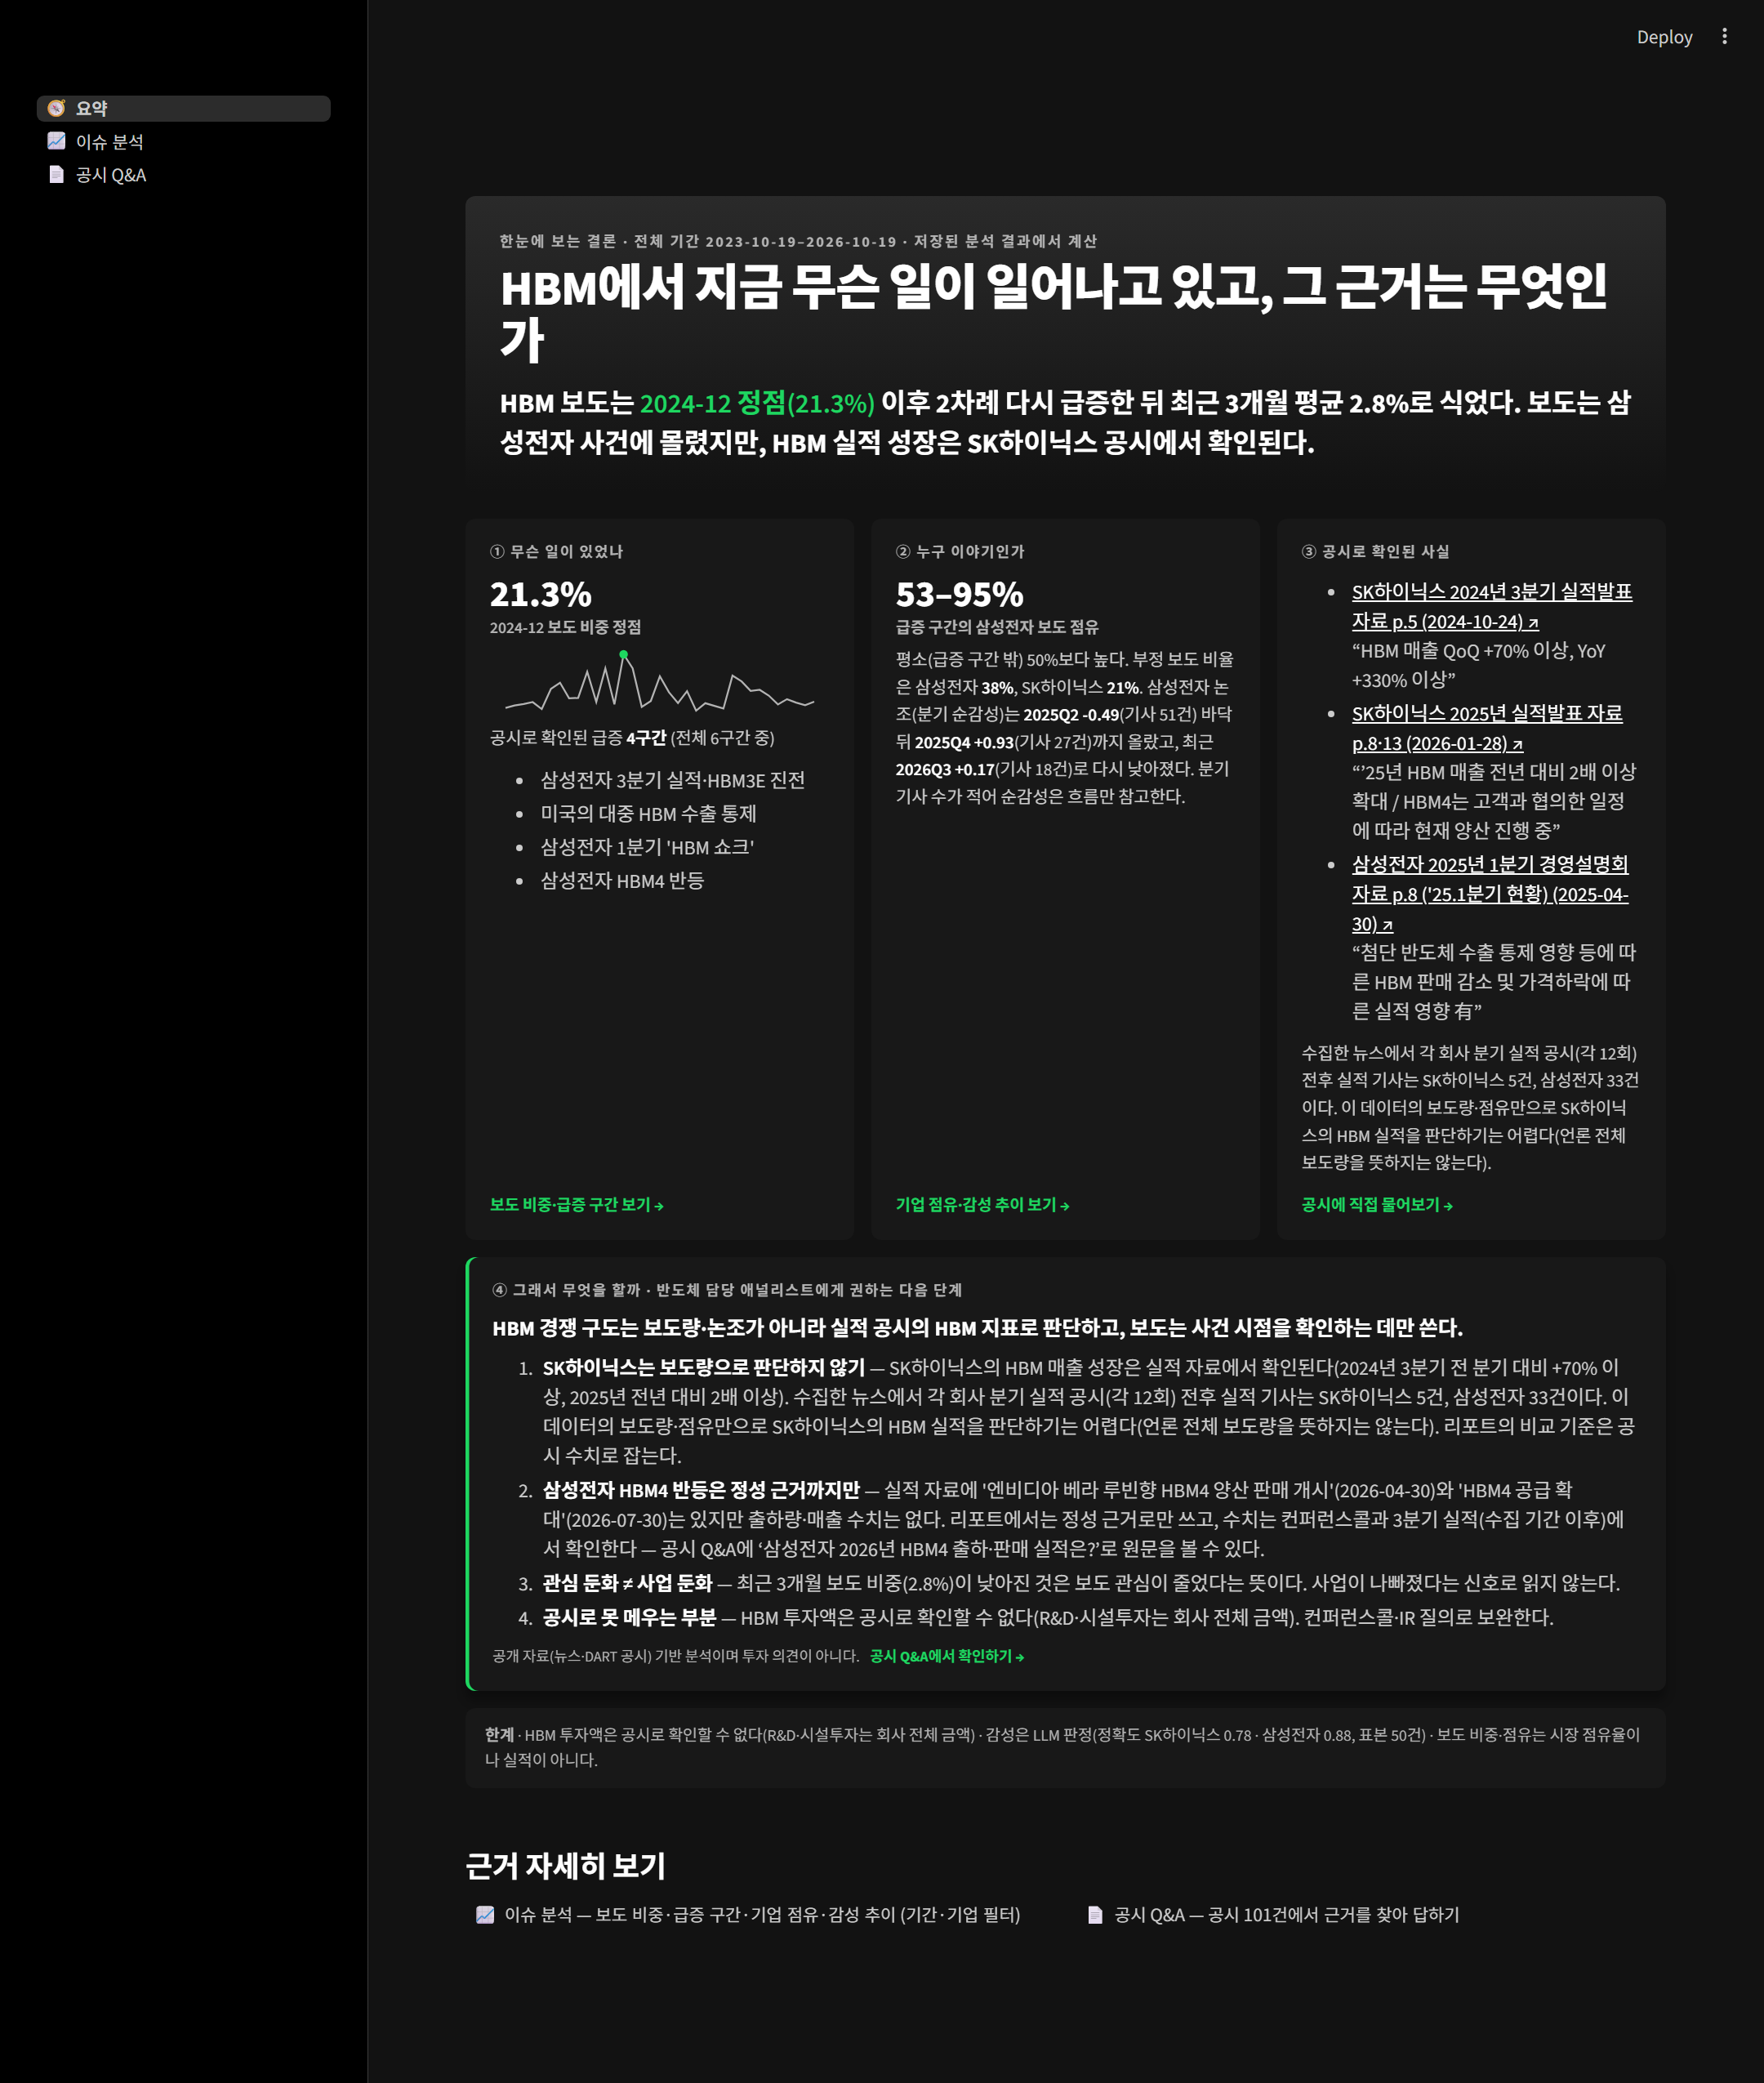 Deploy
요약
이슈 분석
공시 Q&A
한눈에 보는 결론 · 전체 기간 2023-10-19–2026-10-19 · 저장된 분석 결과에서 계산
HBM에서 지금 무슨 일이 일어나고 있고, 그 근거는 무엇인
가
HBM 보도는 2024-12 정점(21.3%) 이후 2차례 다시 급증한 뒤 최근 3개월 평균 2.8%로 식었다. 보도는 삼
성전자 사건에 몰렸지만, HBM 실적 성장은 SK하이닉스 공시에서 확인된다.
① 무슨 일이 있었나
21.3%
2024-12 보도 비중 정점
공시로 확인된 급증 4구간 (전체 6구간 중)
• 삼성전자 3분기 실적·HBM3E 진전
• 미국의 대중 HBM 수출 통제
• 삼성전자 1분기 'HBM 쇼크'
• 삼성전자 HBM4 반등
보도 비중·급증 구간 보기 →
② 누구 이야기인가
53–95%
급증 구간의 삼성전자 보도 점유
평소(급증 구간 밖) 50%보다 높다. 부정 보도 비율
은 삼성전자 38%, SK하이닉스 21%. 삼성전자 논
조(분기 순감성)는 2025Q2 -0.49(기사 51건) 바닥
뒤 2025Q4 +0.93(기사 27건)까지 올랐고, 최근
2026Q3 +0.17(기사 18건)로 다시 낮아졌다. 분기
기사 수가 적어 순감성은 흐름만 참고한다.
기업 점유·감성 추이 보기 →
③ 공시로 확인된 사실
• SK하이닉스 2024년 3분기 실적발표
자료 p.5 (2024-10-24) ↗
“HBM 매출 QoQ +70% 이상, YoY
+330% 이상”
• SK하이닉스 2025년 실적발표 자료
p.8·13 (2026-01-28) ↗
“’25년 HBM 매출 전년 대비 2배 이상
확대 / HBM4는 고객과 협의한 일정
에 따라 현재 양산 진행 중”
• 삼성전자 2025년 1분기 경영설명회
자료 p.8 ('25.1분기 현황) (2025-04-
30) ↗
“첨단 반도체 수출 통제 영향 등에 따
른 HBM 판매 감소 및 가격하락에 따
른 실적 영향 有”
수집한 뉴스에서 각 회사 분기 실적 공시(각 12회)
전후 실적 기사는 SK하이닉스 5건, 삼성전자 33건
이다. 이 데이터의 보도량·점유만으로 SK하이닉
스의 HBM 실적을 판단하기는 어렵다(언론 전체
보도량을 뜻하지는 않는다).
공시에 직접 물어보기 →
④ 그래서 무엇을 할까 · 반도체 담당 애널리스트에게 권하는 다음 단계
HBM 경쟁 구도는 보도량·논조가 아니라 실적 공시의 HBM 지표로 판단하고, 보도는 사건 시점을 확인하는 데만 쓴다.
1. SK하이닉스는 보도량으로 판단하지 않기 — SK하이닉스의 HBM 매출 성장은 실적 자료에서 확인된다(2024년 3분기 전 분기 대비 +70% 이
상, 2025년 전년 대비 2배 이상). 수집한 뉴스에서 각 회사 분기 실적 공시(각 12회) 전후 실적 기사는 SK하이닉스 5건, 삼성전자 33건이다. 이
데이터의 보도량·점유만으로 SK하이닉스의 HBM 실적을 판단하기는 어렵다(언론 전체 보도량을 뜻하지는 않는다). 리포트의 비교 기준은 공
시 수치로 잡는다.
2. 삼성전자 HBM4 반등은 정성 근거까지만 — 실적 자료에 '엔비디아 베라 루빈향 HBM4 양산 판매 개시'(2026-04-30)와 'HBM4 공급 확
대'(2026-07-30)는 있지만 출하량·매출 수치는 없다. 리포트에서는 정성 근거로만 쓰고, 수치는 컨퍼런스콜과 3분기 실적(수집 기간 이후)에
서 확인한다 — 공시 Q&A에 ‘삼성전자 2026년 HBM4 출하·판매 실적은?’로 원문을 볼 수 있다.
3. 관심 둔화 ≠ 사업 둔화 — 최근 3개월 보도 비중(2.8%)이 낮아진 것은 보도 관심이 줄었다는 뜻이다. 사업이 나빠졌다는 신호로 읽지 않는다.
4. 공시로 못 메우는 부분 — HBM 투자액은 공시로 확인할 수 없다(R&D·시설투자는 회사 전체 금액). 컨퍼런스콜·IR 질의로 보완한다.
공개 자료(뉴스·DART 공시) 기반 분석이며 투자 의견이 아니다. 공시 Q&A에서 확인하기 →
한계 · HBM 투자액은 공시로 확인할 수 없다(R&D·시설투자는 회사 전체 금액) · 감성은 LLM 판정(정확도 SK하이닉스 0.78 · 삼성전자 0.88, 표본 50건) · 보도 비중·점유는 시장 점유율이
나 실적이 아니다.
근거 자세히 보기
이슈 분석 — 보도 비중·급증 구간·기업 점유·감성 추이 (기간·기업 필터)
공시 Q&A — 공시 101건에서 근거를 찾아 답하기